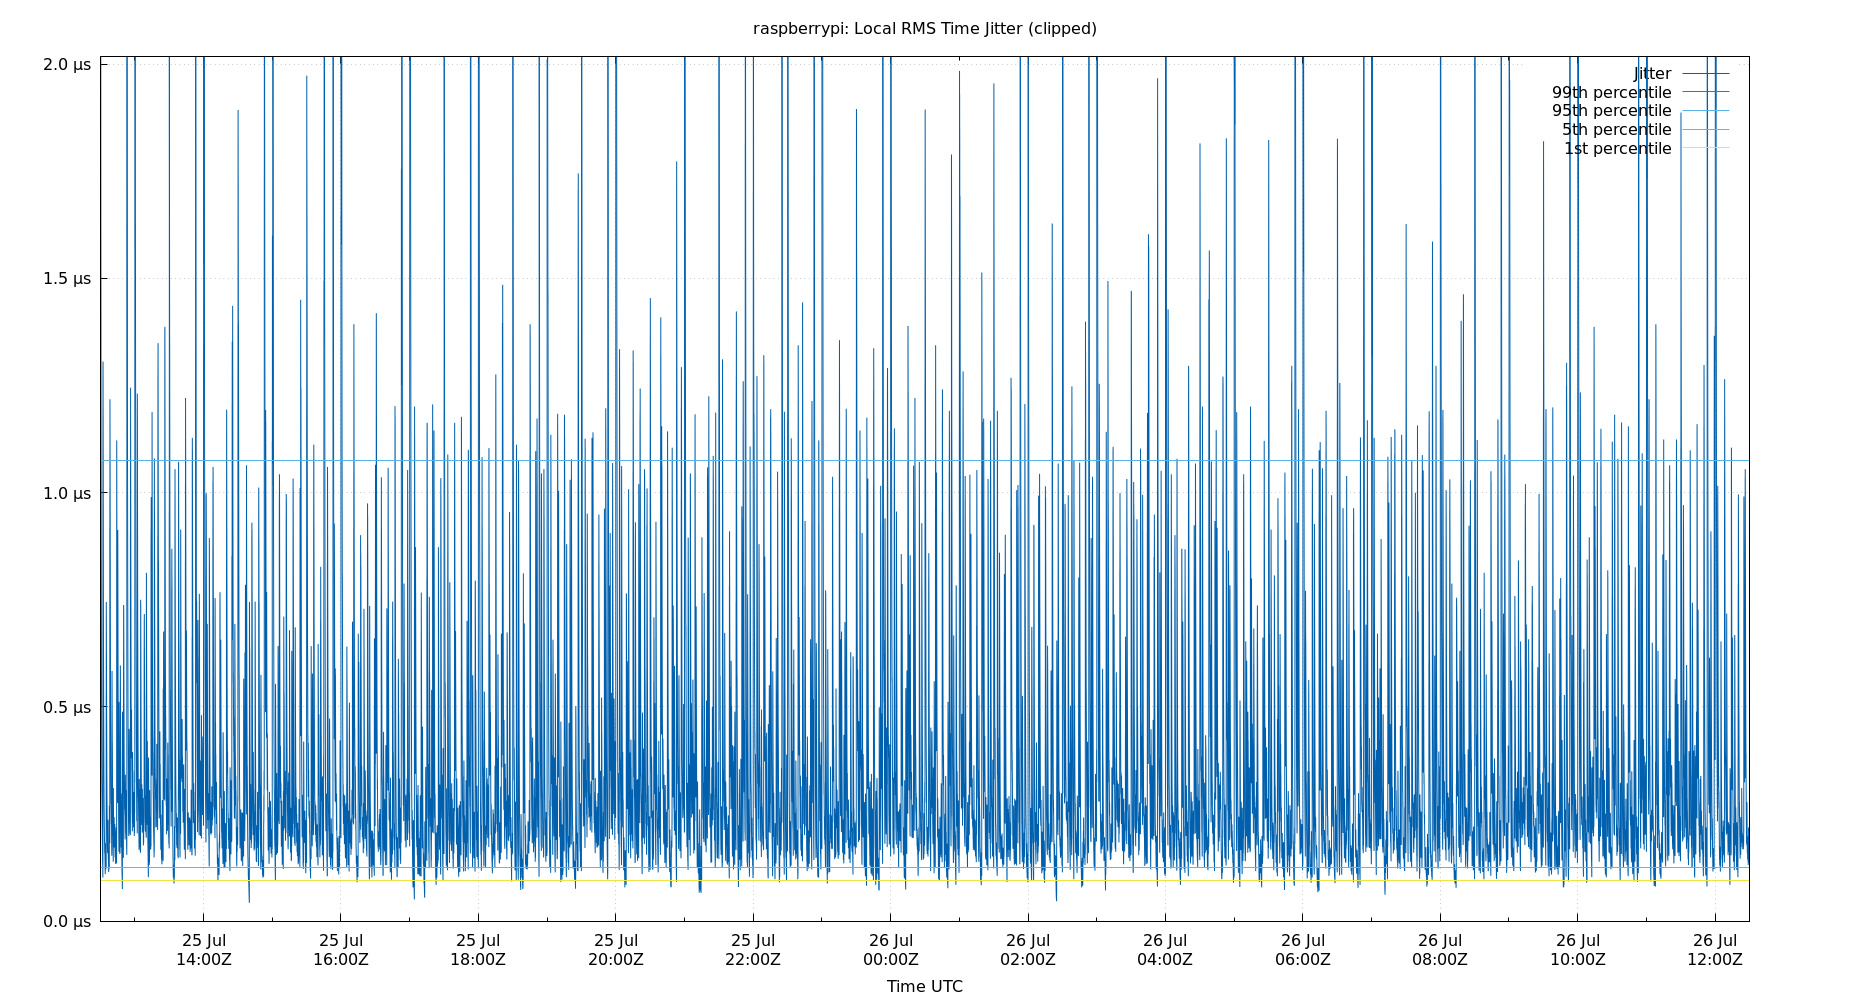 raspberrypi: Local RMS Time Jitter (clipped)
2.0 µs
1.5 µs
1.0 µs
0.5 µs
0.0 µs
Jitter
99th percentile
95th percentile
5th percentile
1st percentile
25 Jul 14:00Z
25 Jul 16:00Z
25 Jul 18:00Z
25 Jul 20:00Z
25 Jul 22:00Z
26 Jul 00:00Z
26 Jul 02:00Z
26 Jul 04:00Z
26 Jul 06:00Z
26 Jul 08:00Z
26 Jul 10:00Z
26 Jul 12:00Z
Time UTC